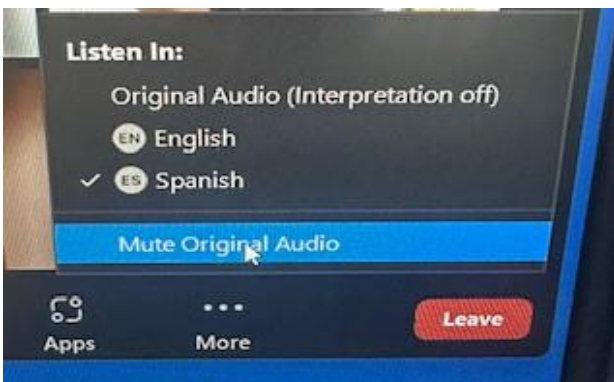 Listen In:
Original Audio (Interpretation off)
EN English
ES Spanish
Mute Original Audio
Apps
More
Leave